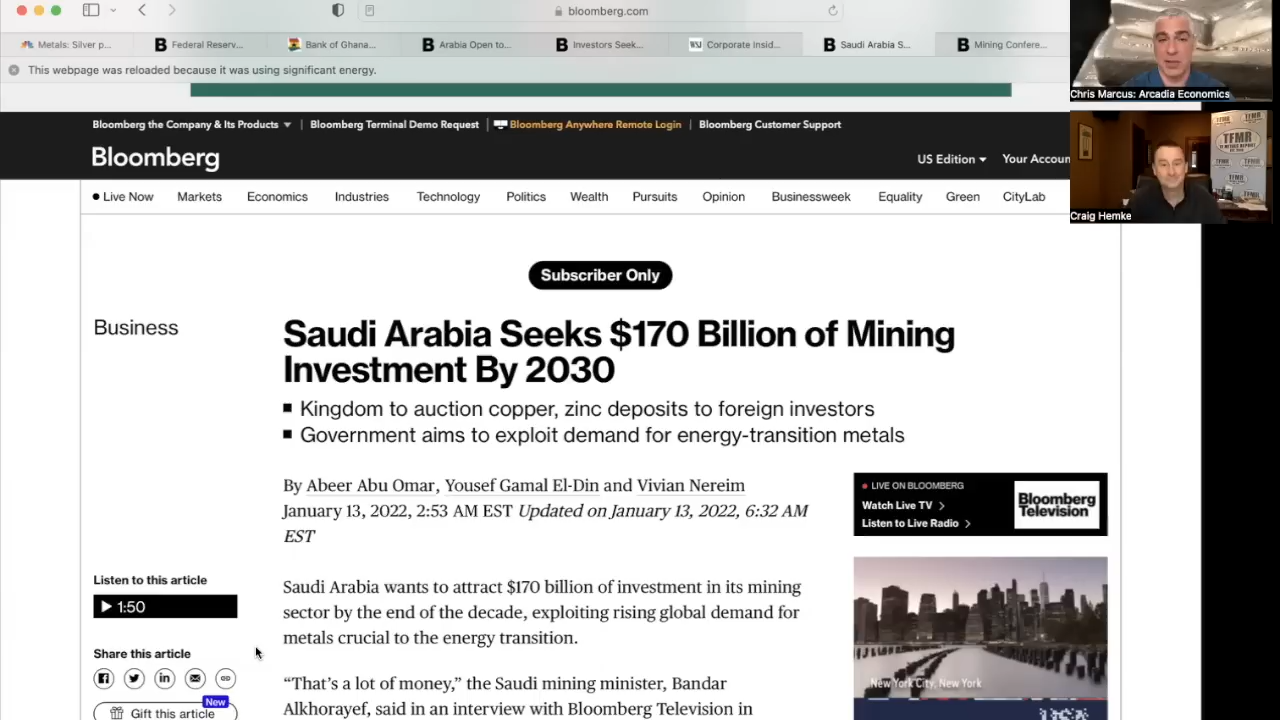 bloomberg.com
Metals: Silver p...
Federal Reserv...
Bank of Ghana...
Arabia Open to...
Investors Seek...
WSJ
Corporate Insid...
Saudi Arabia S...
Mining Confere...
This webpage was reloaded because it was using significant energy.
Chris Marcus: Arcadia Economics
Bloomberg the Company & Its Products
Bloomberg Terminal Demo Request
Bloomberg Anywhere Remote Login
Bloomberg Customer Support
Bloomberg
US Edition
Your Accoun
TFMR
Craig Hemke
Live Now
Markets
Economics
Industries
Technology
Politics
Wealth
Pursuits
Opinion
Businessweek
Equality
Green
CityLab
Subscriber Only
Business
Saudi Arabia Seeks $170 Billion of Mining
Investment By 2030
Kingdom to auction copper, zinc deposits to foreign investors
Government aims to exploit demand for energy-transition metals
By Abeer Abu Omar, Yousef Gamal El-Din and Vivian Nereim
January 13, 2022, 2:53 AM EST Updated on January 13, 2022, 6:32 AM
EST
LIVE ON BLOOMBERG
Watch Live TV
Listen to Live Radio
Bloomberg
Television
Listen to this article
1:50
Saudi Arabia wants to attract $170 billion of investment in its mining
sector by the end of the decade, exploiting rising global demand for
metals crucial to the energy transition.
Share this article
New
Gift this article
“That’s a lot of money,” the Saudi mining minister, Bandar
Alkhorayef, said in an interview with Bloomberg Television in
New York City, New York
USA